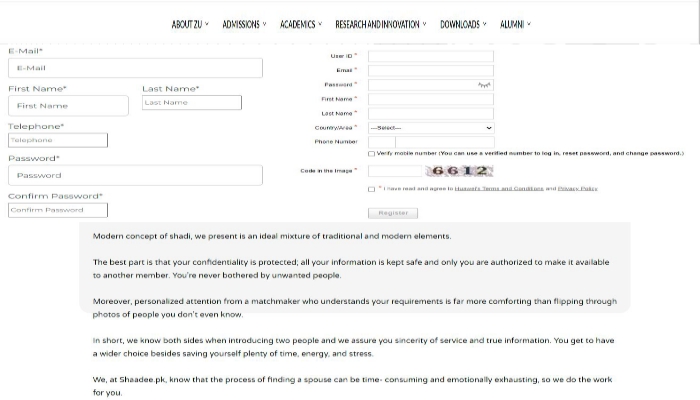 ABOUT ZU ADMISSIONS ACADEMICS RESEARCH AND INNOVATION DOWNLOADS ALUMNI
E-Mail*
E-Mail
First Name* Last Name*
First Name Last Name
Telephone*
Telephone
Password*
Password
Confirm Password*
Confirm Password
User ID *
Email *
Password *
First Name *
Last Name *
Country/Area * ---Select---
Phone Number
Verify mobile number (You can use a verified number to log in, reset password, and change password.)
Code in the Image * 6612
* I have read and agree to Huawei's Terms and Conditions and Privacy Policy
Register
Modern concept of shadi, we present is an ideal mixture of traditional and modern elements.
The best part is that your confidentiality is protected; all your information is kept safe and only you are authorized to make it available
to another member. You're never bothered by unwanted people.
Moreover, personalized attention from a matchmaker who understands your requirements is far more comforting than flipping through
photos of people you don't even know.
In short, we know both sides when introducing two people and we assure you sincerity of service and true information. You get to have
a wider choice besides saving yourself plenty of time, energy, and stress.
We, at Shaadee.pk, know that the process of finding a spouse can be time- consuming and emotionally exhausting, so we do the work
for you.